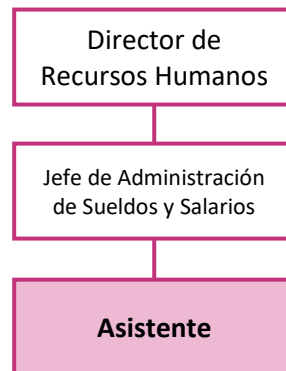 Director de
Recursos Humanos
Jefe de Administración
de Sueldos y Salarios
Asistente